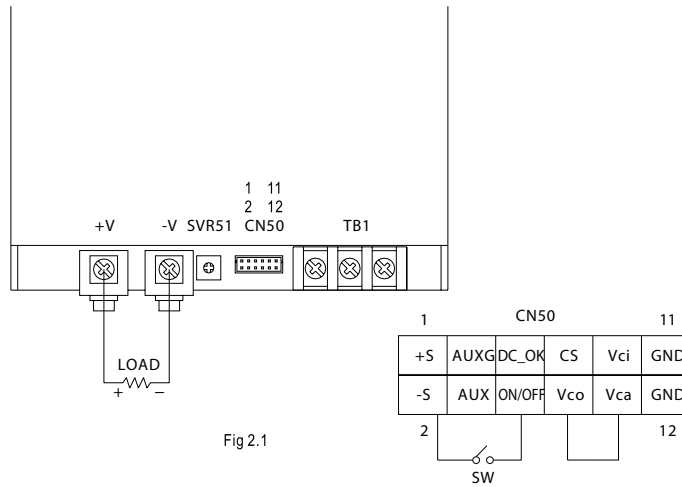 1 11
2 12
+V -V SVR51 CN50 TB1
LOAD
+ −
Fig 2.1
1 CN50 11
+S AUXG DC_OK CS Vci GND
-S AUX ON/OFF Vco Vca GND
2 12
SW